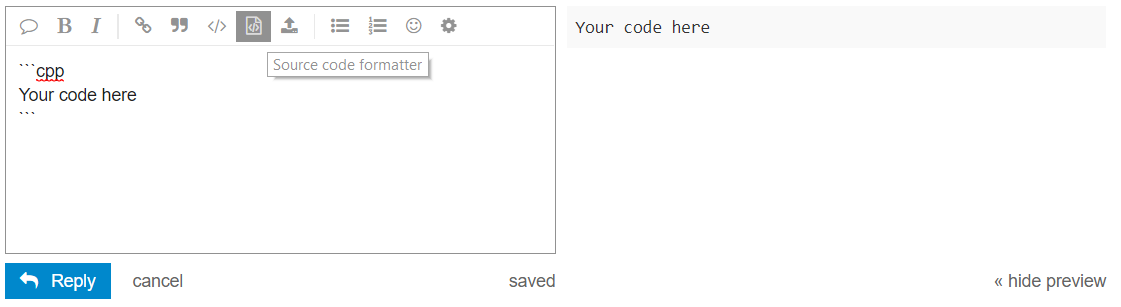 B I
Source code formatter
```cpp
Your code here
```
Your code here
Reply cancel saved « hide preview